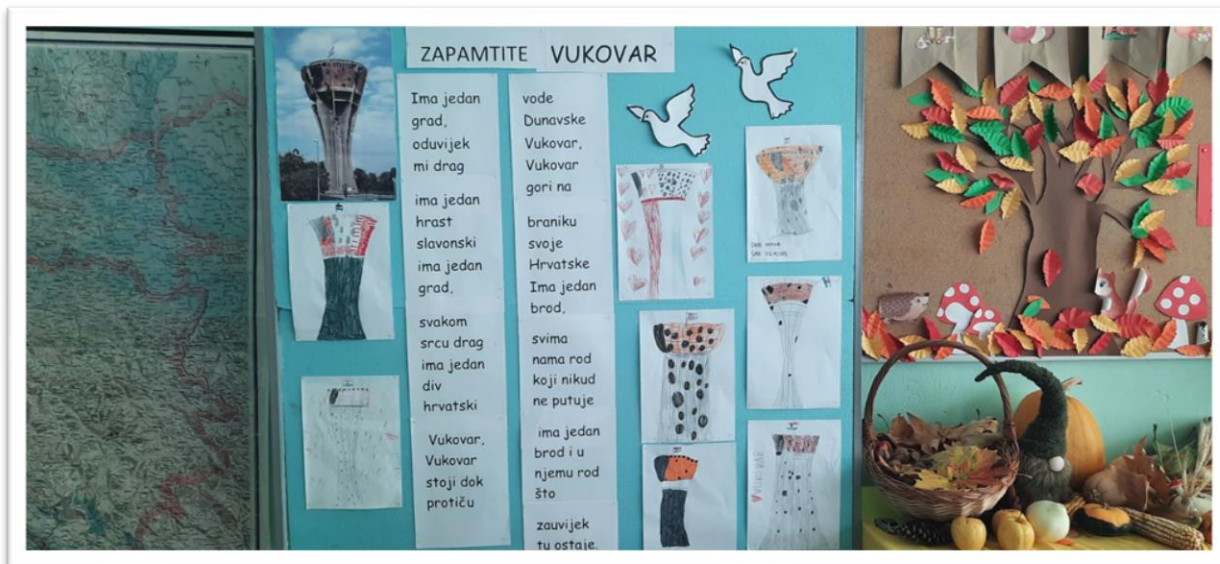 ZAPAMTITE VUKOVAR
Ima jedan
grad,
oduvijek
mi drag
ima jedan
hrast
slavonski
ima jedan
grad,
svakom
srcu drag
ima jedan
div
hrvatski
Vukovar,
Vukovar
stoji dok
protiču
vode
Dunavske
Vukovar,
Vukovar
gori na
braniku
svoje
Hrvatske
Ima jedan
brod,
svima
nama rod
koji nikud
ne putuje
ima jedan
brod i u
njemu rod
što
zauvijek
tu ostaje.
VUKOVAR